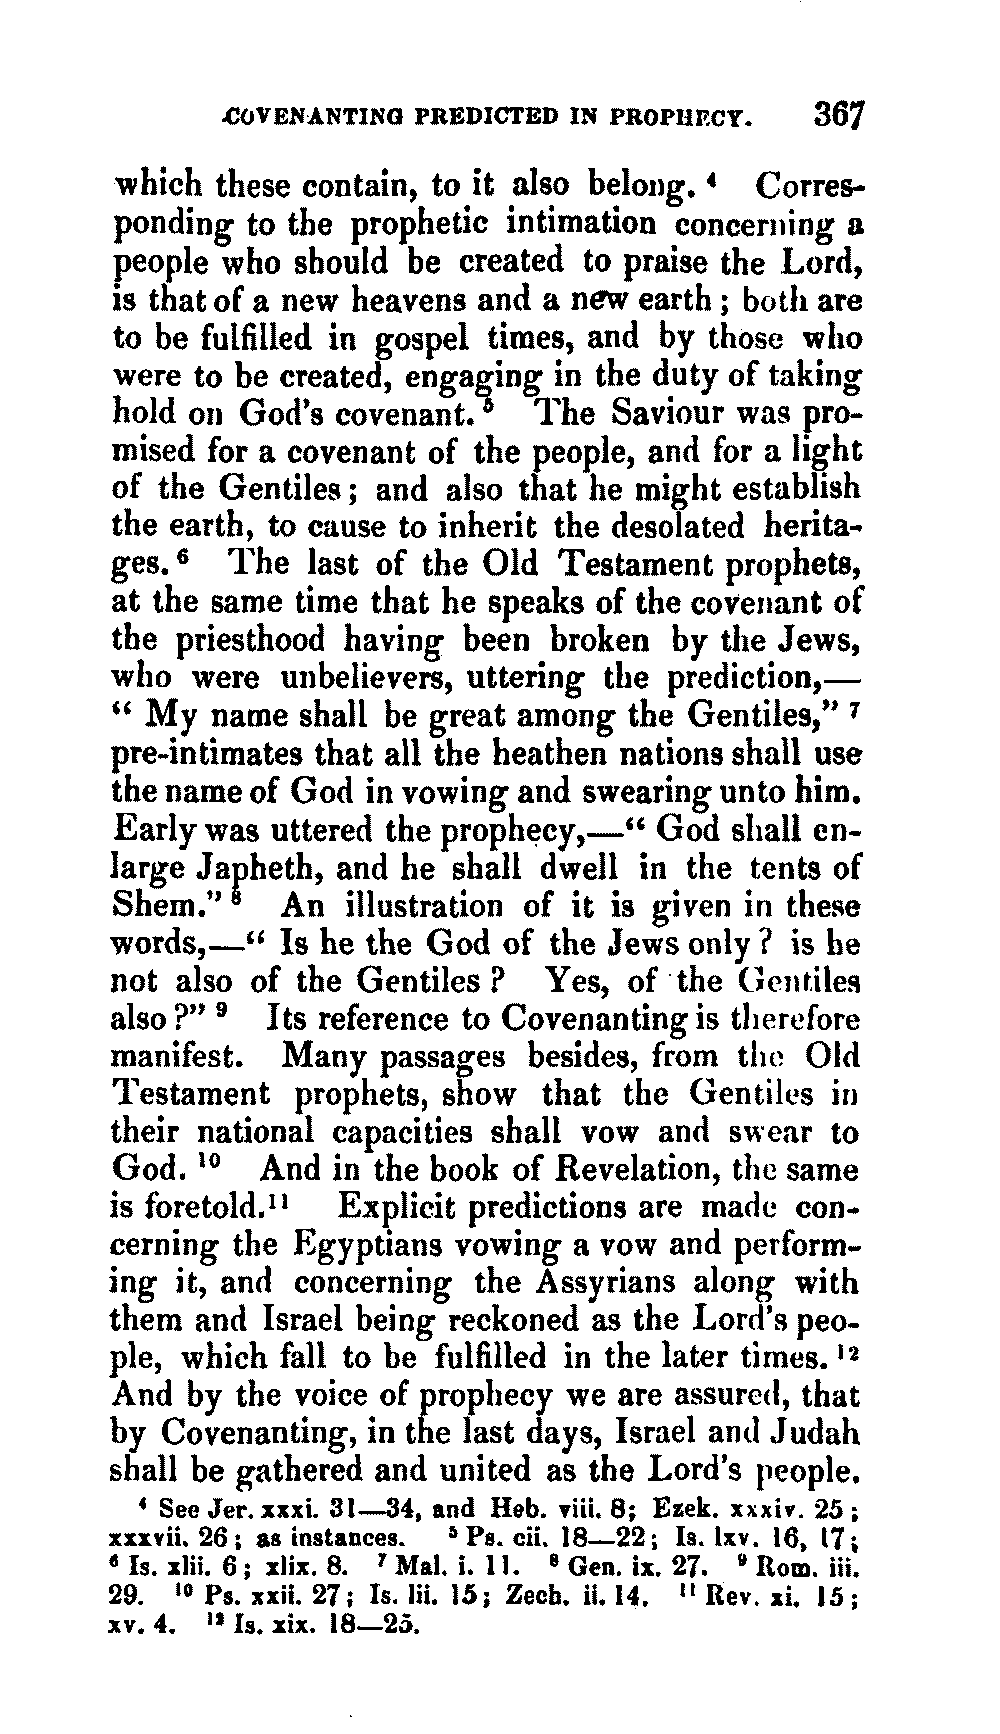 COVENANTING PREDICTED IN PROPHECY. 367
which these contain, to it also belong. ⁴ Corres-
ponding to the prophetic intimation concerning a
people who should be created to praise the Lord,
is that of a new heavens and a new earth; both are
to be fulfilled in gospel times, and by those who
were to be created, engaging in the duty of taking
hold on God's covenant. ⁵ The Saviour was pro-
mised for a covenant of the people, and for a light
of the Gentiles; and also that he might establish
the earth, to cause to inherit the desolated herita-
ges. ⁶ The last of the Old Testament prophets,
at the same time that he speaks of the covenant of
the priesthood having been broken by the Jews,
who were unbelievers, uttering the prediction,—
“ My name shall be great among the Gentiles,” ⁷
pre-intimates that all the heathen nations shall use
the name of God in vowing and swearing unto him.
Early was uttered the prophecy,—“ God shall en-
large Japheth, and he shall dwell in the tents of
Shem.” ⁸ An illustration of it is given in these
words,—“ Is he the God of the Jews only? is he
not also of the Gentiles? Yes, of the Gentiles
also?” ⁹ Its reference to Covenanting is therefore
manifest. Many passages besides, from the Old
Testament prophets, show that the Gentiles in
their national capacities shall vow and swear to
God. ¹⁰ And in the book of Revelation, the same
is foretold.¹¹ Explicit predictions are made con-
cerning the Egyptians vowing a vow and perform-
ing it, and concerning the Assyrians along with
them and Israel being reckoned as the Lord's peo-
ple, which fall to be fulfilled in the later times. ¹²
And by the voice of prophecy we are assured, that
by Covenanting, in the last days, Israel and Judah
shall be gathered and united as the Lord's people.
⁴ See Jer. xxxi. 31—34, and Heb. viii. 8; Ezek. xxxiv. 25;
xxxvii. 26; as instances. ⁵ Ps. cii. 18—22; Is. lxv. 16, 17;
⁶ Is. xlii. 6; xlix. 8. ⁷ Mal. i. 11. ⁸ Gen. ix. 27. ⁹ Rom. iii.
29. ¹⁰ Ps. xxii. 27; Is. lii. 15; Zech. ii. 14. ¹¹ Rev. xi. 15;
xv. 4. ¹² Is. xix. 18—25.